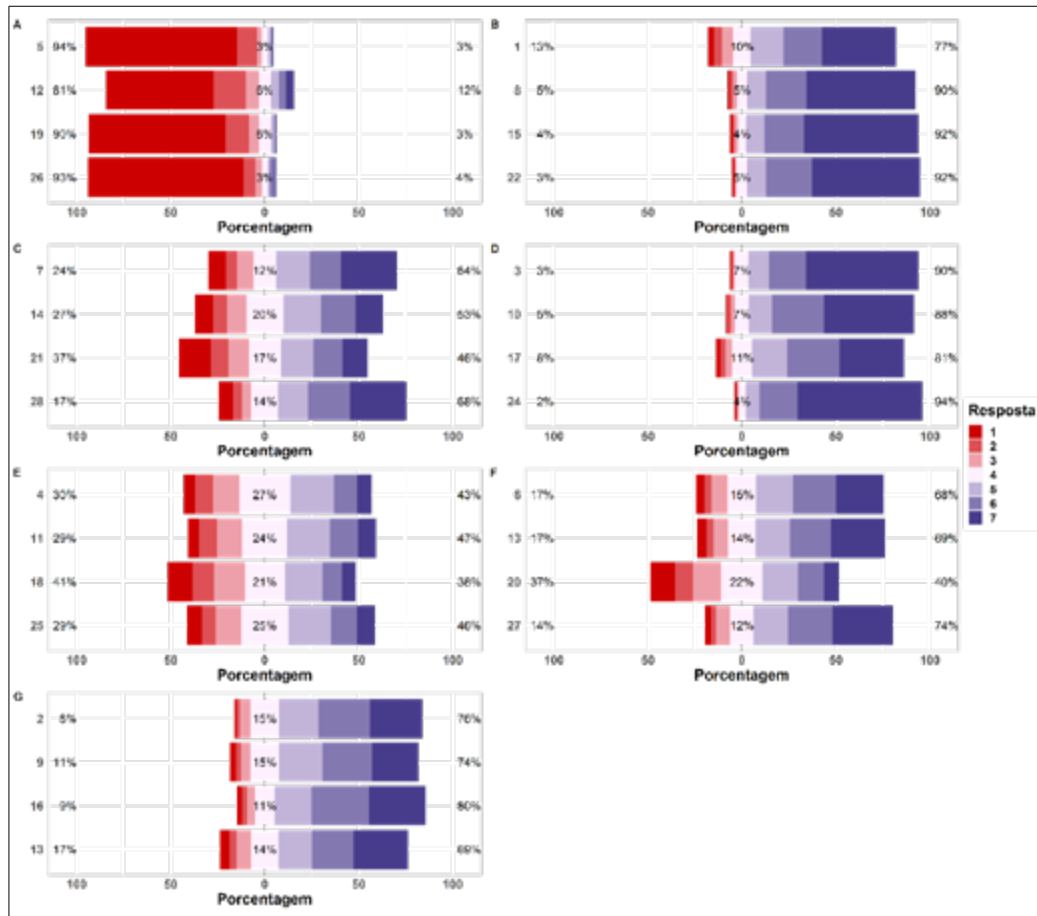 A
5 94% 3% 3%
12 81% 6% 12%
19 90% 6% 3%
26 93% 3% 4%
100 50 0 50 100
Porcentagem
B
1 13% 10% 77%
8 5% 5% 90%
15 4% 4% 92%
22 3% 5% 92%
100 50 0 50 100
Porcentagem
C
7 24% 12% 64%
14 27% 20% 53%
21 37% 17% 46%
28 17% 14% 68%
100 50 0 50 100
Porcentagem
D
3 3% 7% 90%
5% 7% 88%
17 8% 11% 81%
24 2% 4% 94%
100 50 0 50 100
Porcentagem
E
4 30% 27% 43%
11 29% 24% 47%
18 41% 21% 38%
25 29% 25% 46%
100 50 0 50 100
Porcentagem
F
6 17% 15% 68%
13 17% 14% 69%
20 37% 22% 40%
27 14% 12% 74%
100 50 0 50 100
Porcentagem
Resposta
1
2
3
4
5
6
7
G
2 15% 76%
9 11% 15% 74%
16 9% 11% 80%
13 17% 14% 69%
100 50 0 50 100
Porcentagem